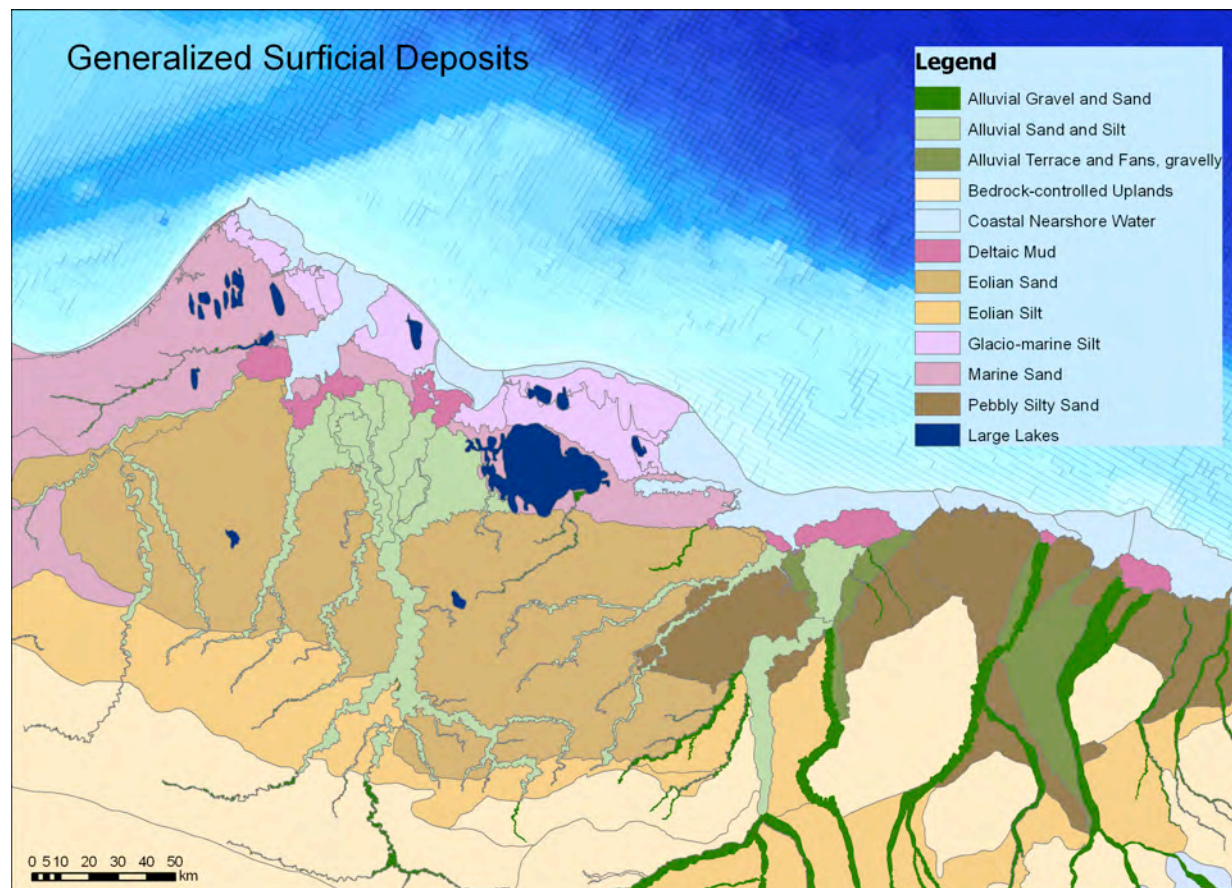 Generalized Surficial Deposits
Legend
Alluvial Gravel and Sand
Alluvial Sand and Silt
Alluvial Terrace and Fans, gravelly
Bedrock-controlled Uplands
Coastal Nearshore Water
Deltaic Mud
Eolian Sand
Eolian Silt
Glacio-marine Silt
Marine Sand
Pebbly Silty Sand
Large Lakes
0 5 10 20 30 40 50
km